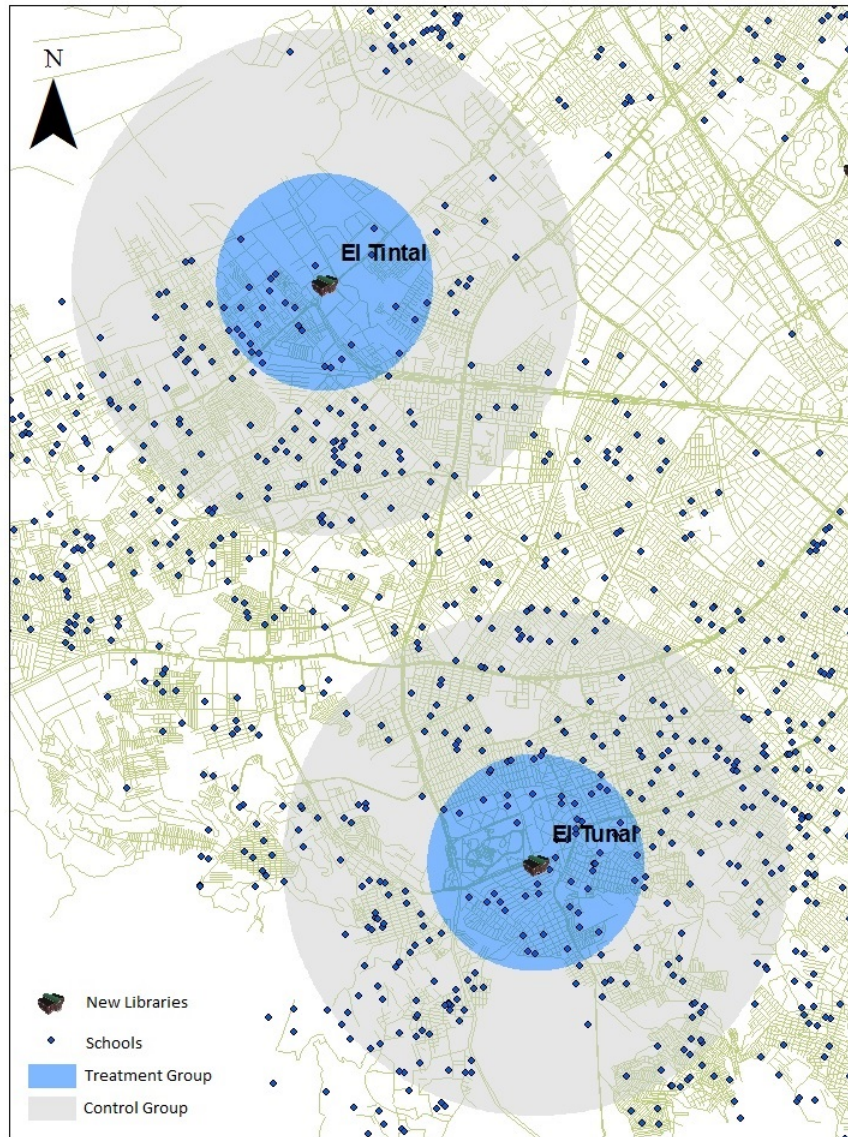 N
El Tintal
El Tunal
New Libraries
Schools
Treatment Group
Control Group